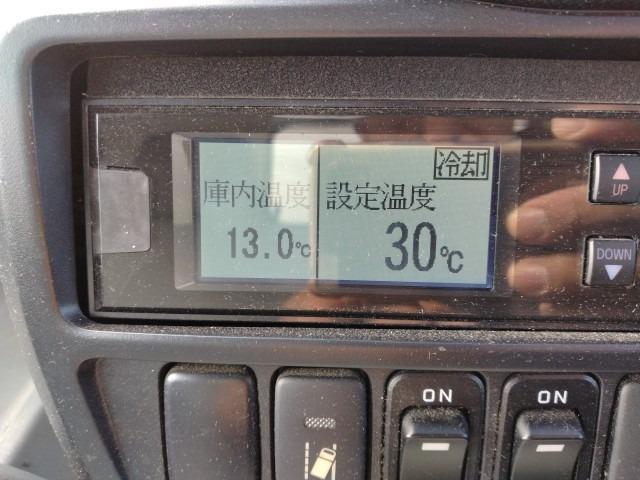 冷却
庫内温度 設定温度
13.0℃ 30℃
UP
DOWN
ON ON